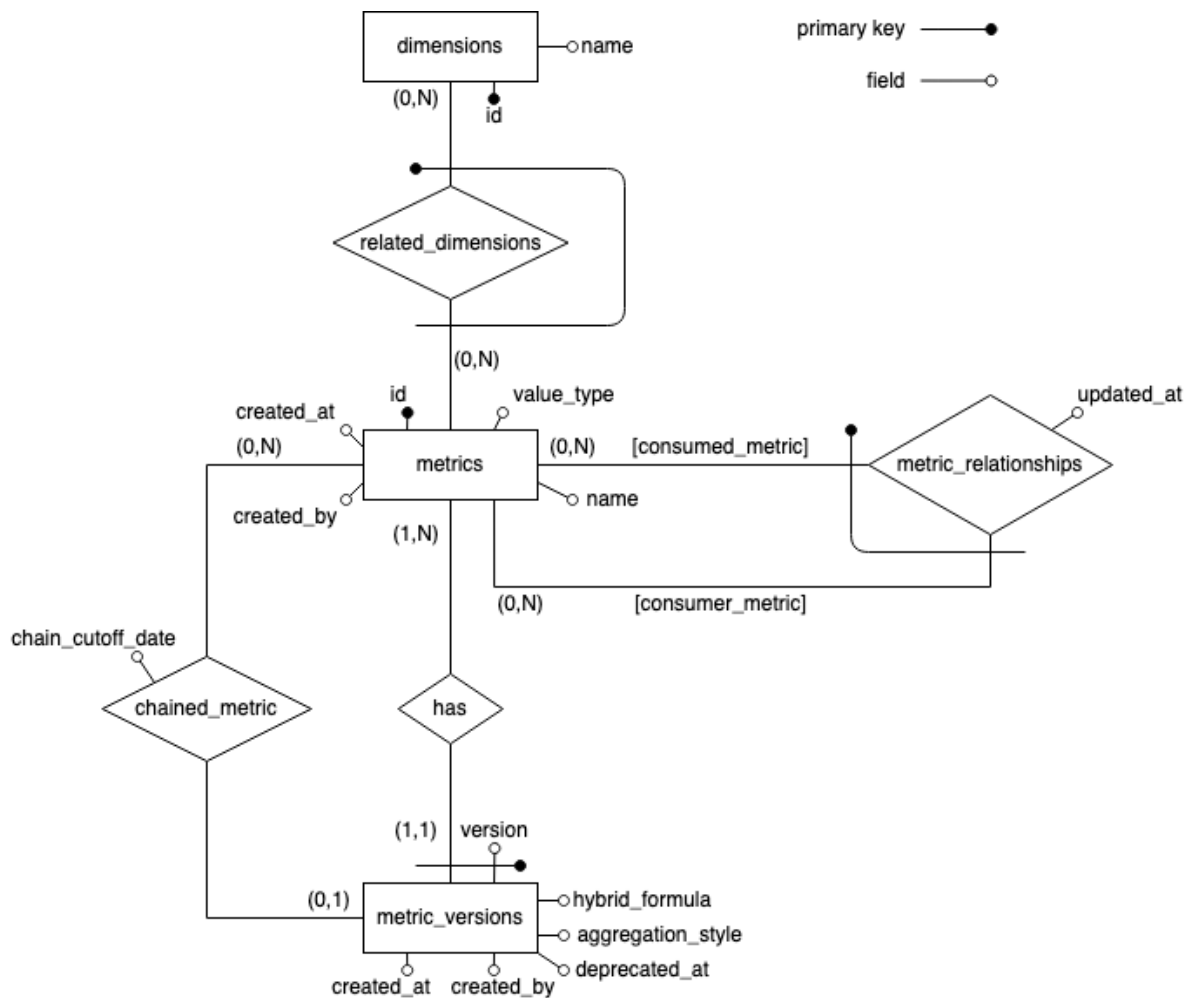 dimensions
name
primary key
field
(0,N)
id
related_dimensions
(0,N)
id
value_type
updated_at
created_at
(0,N)
metrics
(0,N)
[consumed_metric]
metric_relationships
name
created_by
(1,N)
(0,N)
[consumer_metric]
chain_cutoff_date
chained_metric
has
(1,1)
version
(0,1)
metric_versions
hybrid_formula
aggregation_style
deprecated_at
created_at
created_by